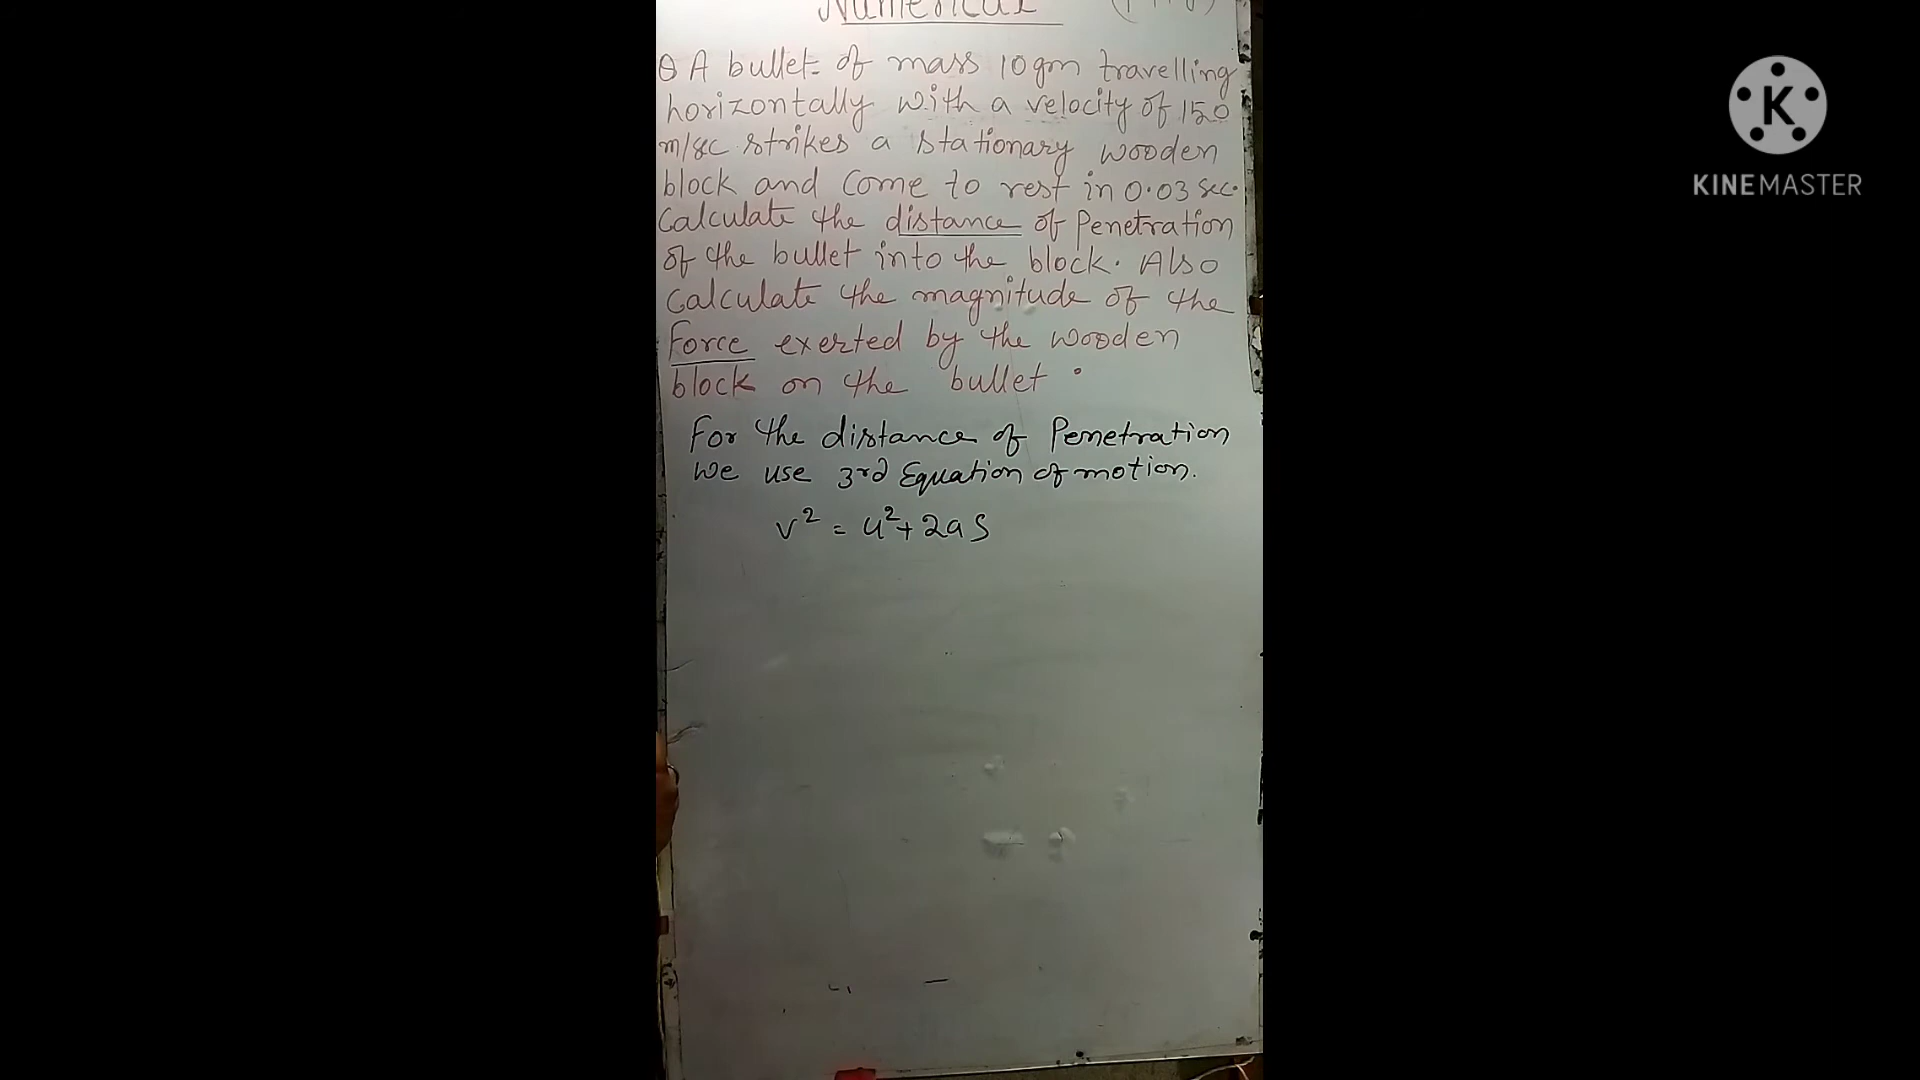 Numerical
Q A bullet of mass 10gm travelling
horizontally with a velocity of 150
m/sec strikes a stationary wooden
block and come to rest in 0.03 sec.
Calculate the distance of Penetration
of the bullet into the block. Also
Calculate the magnitude of the
Force exerted by the wooden
block on the bullet.
For the distance of Penetration
We use 3rd Equation of motion.
v² = u² + 2as
K
KINEMASTER